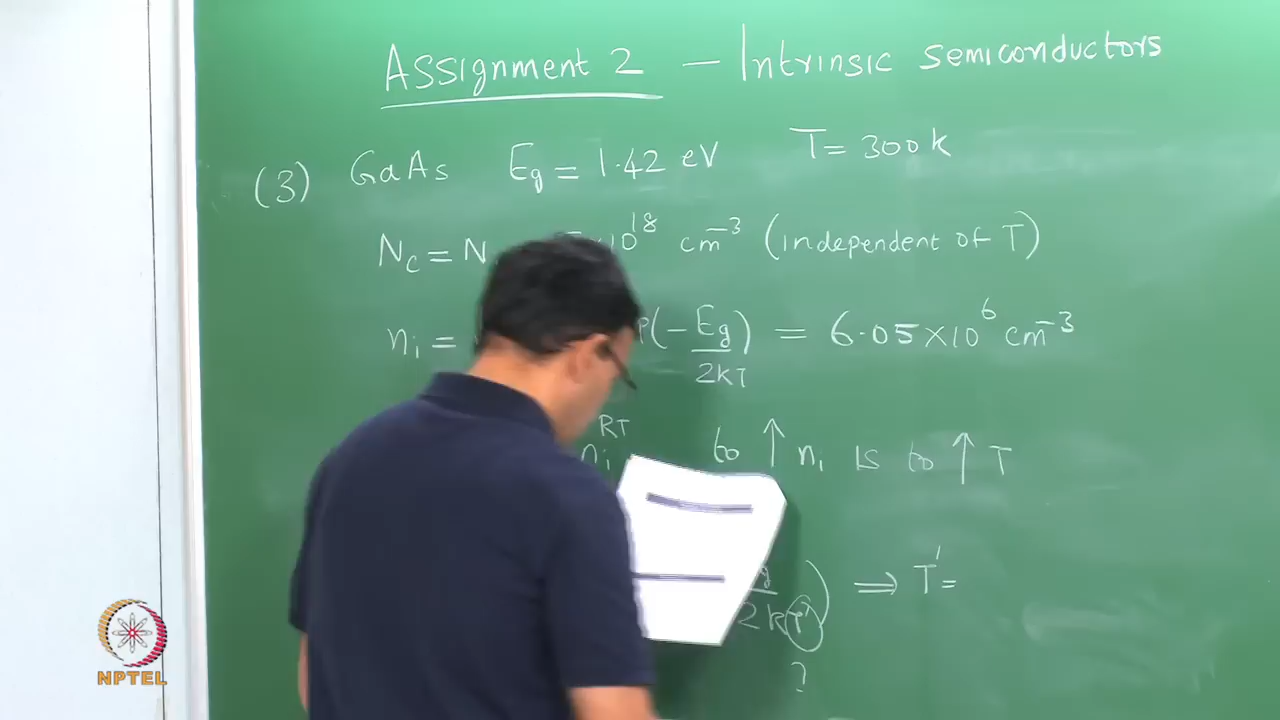 Assignment 2 - Intrinsic semiconductors
(3) GaAs Eg = 1.42 eV T = 300 K
Nc = N 10^18 cm^-3 (independent of T)
ni = (-Eg/2kT) = 6.05×10^6 cm^-3
RT
ni to ↑ ni is to ↑ T
2kT') ⟹ T' =
?
NPTEL